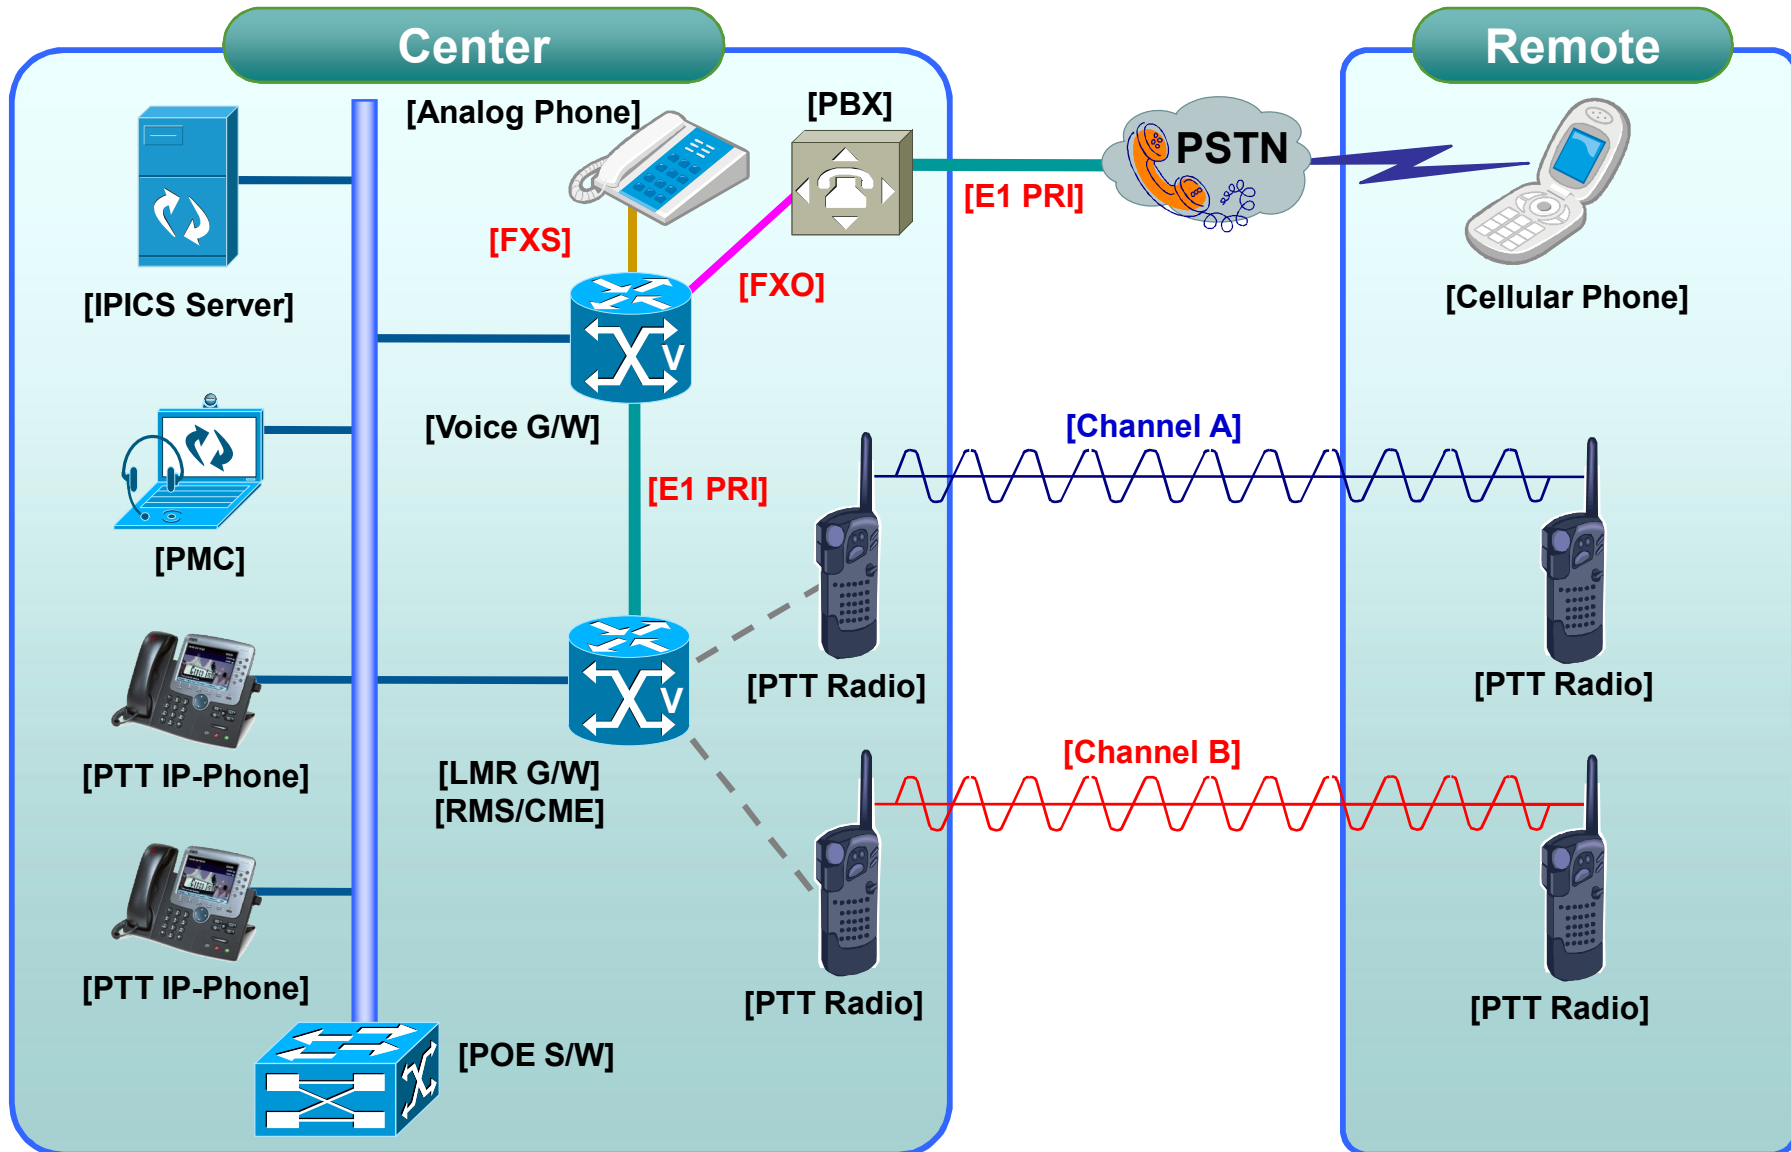 Center
Remote
[Analog Phone]
[PBX]
PSTN
[E1 PRI]
[FXS]
[FXO]
[IPICS Server]
[Cellular Phone]
V
[Voice G/W]
[Channel A]
[E1 PRI]
[PMC]
[PTT Radio]
[PTT Radio]
V
[PTT IP-Phone]
[LMR G/W]
[RMS/CME]
[Channel B]
[PTT IP-Phone]
[PTT Radio]
[PTT Radio]
[POE S/W]